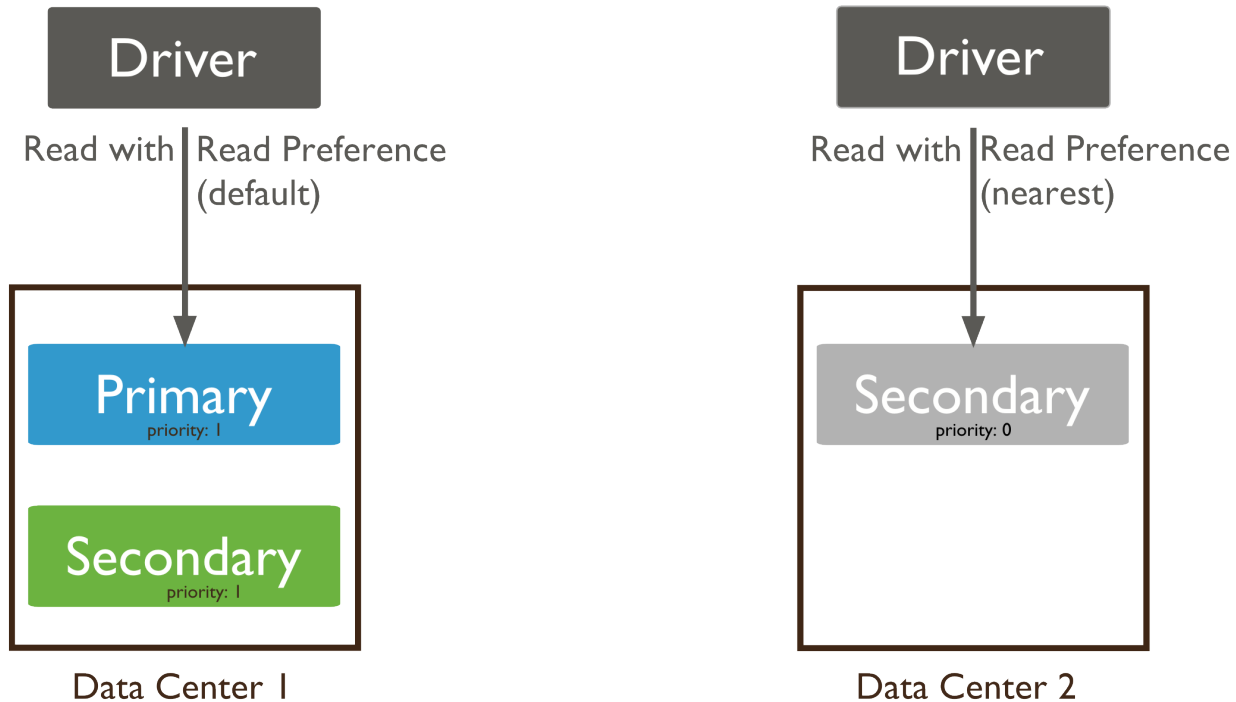 Driver
Read with Read Preference
(default)
Primary
priority: 1
Secondary
priority: 1
Data Center 1
Driver
Read with Read Preference
(nearest)
Secondary
priority: 0
Data Center 2